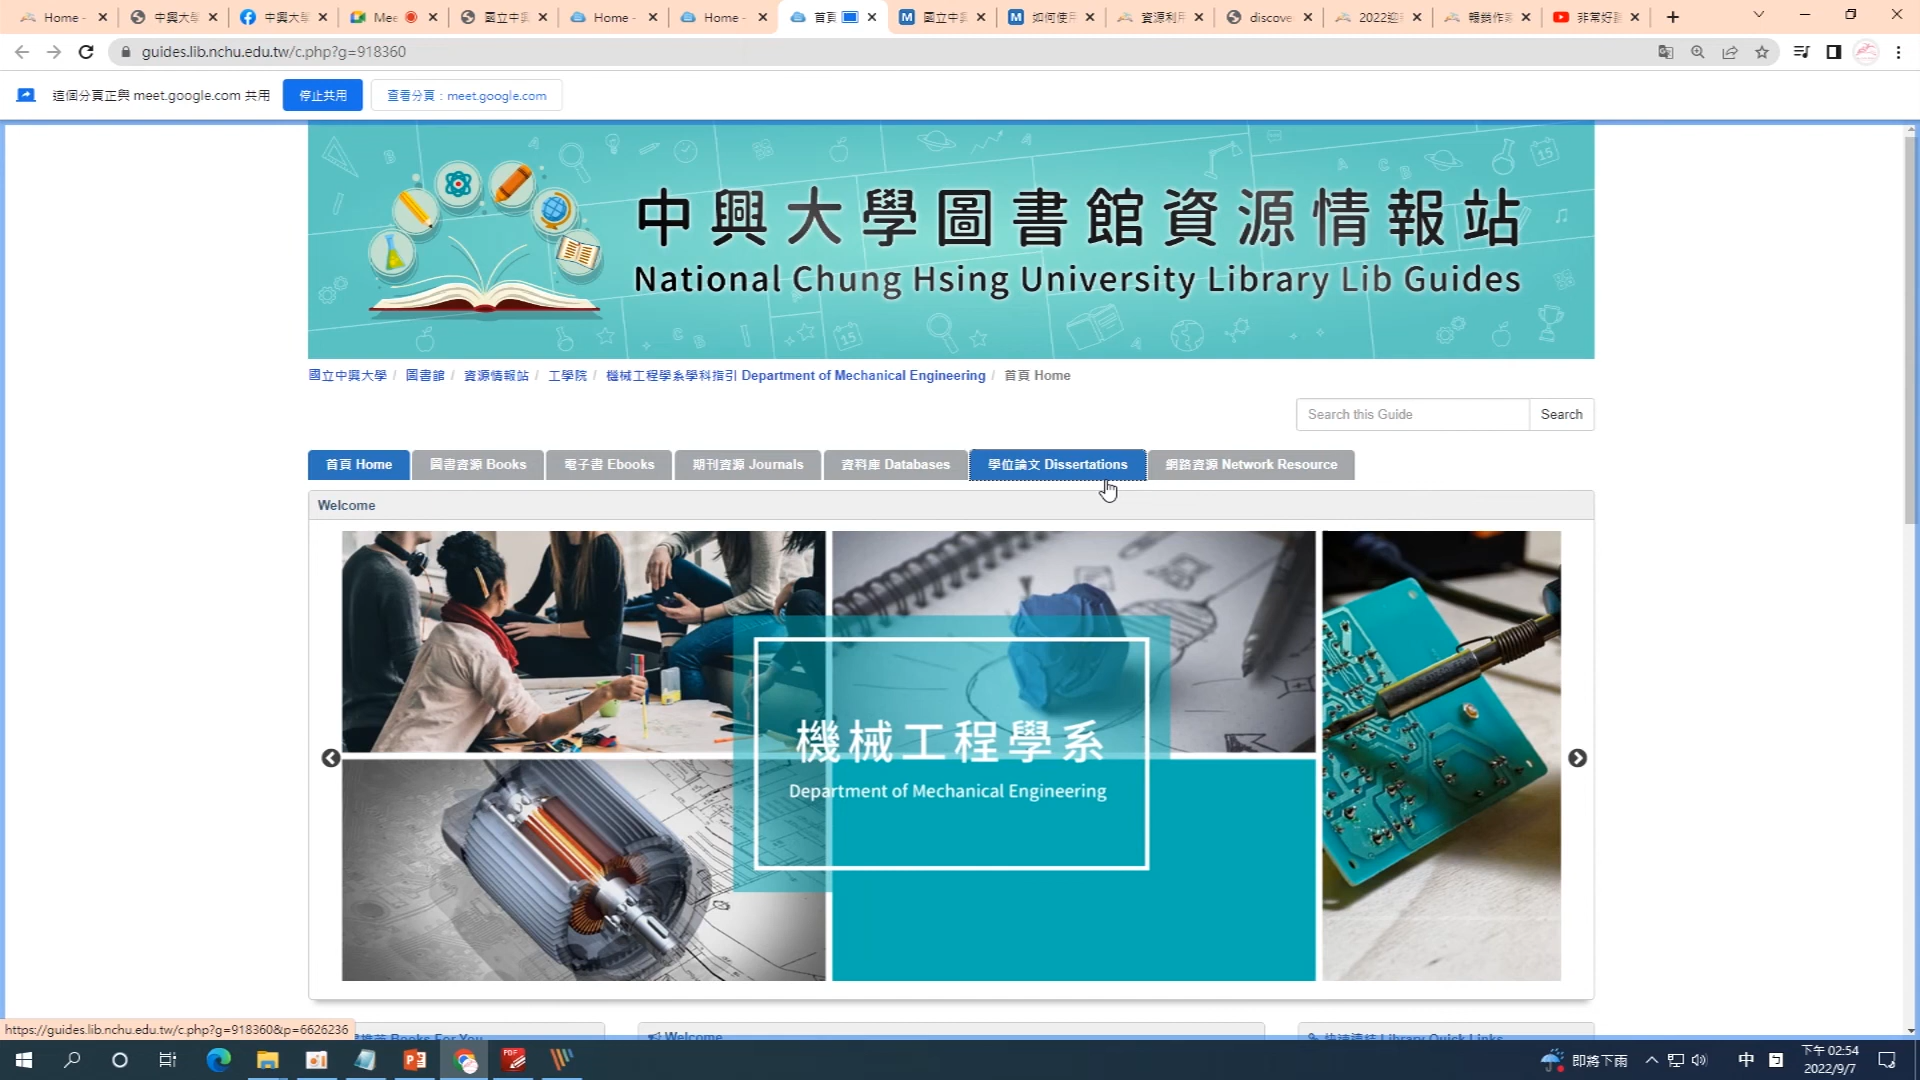 Home -
中興大學
中興大學
Mee
國立中興
Home -
Home -
首頁
國立中興
如何使用
資源利用
discove
2022迎
暢銷作家
非常好
guides.lib.nchu.edu.tw/c.php?g=918360
這個分頁正與 meet.google.com 共用
停止共用
查看分頁：meet.google.com
中興大學圖書館資源情報站
National Chung Hsing University Library Lib Guides
國立中興大學 / 圖書館 / 資源情報站 / 工學院 / 機械工程學系學科指引 Department of Mechanical Engineering / 首頁 Home
Search this Guide
Search
首頁 Home
圖書資源 Books
電子書 Ebooks
期刊資源 Journals
資料庫 Databases
學位論文 Dissertations
網路資源 Network Resource
Welcome
機械工程學系
Department of Mechanical Engineering
https://guides.lib.nchu.edu.tw/c.php?g=918360&p=6626236
Books For You
Welcome
快速連結 Library Quick Links
即將下雨
中
下午 02:54
2022/9/7